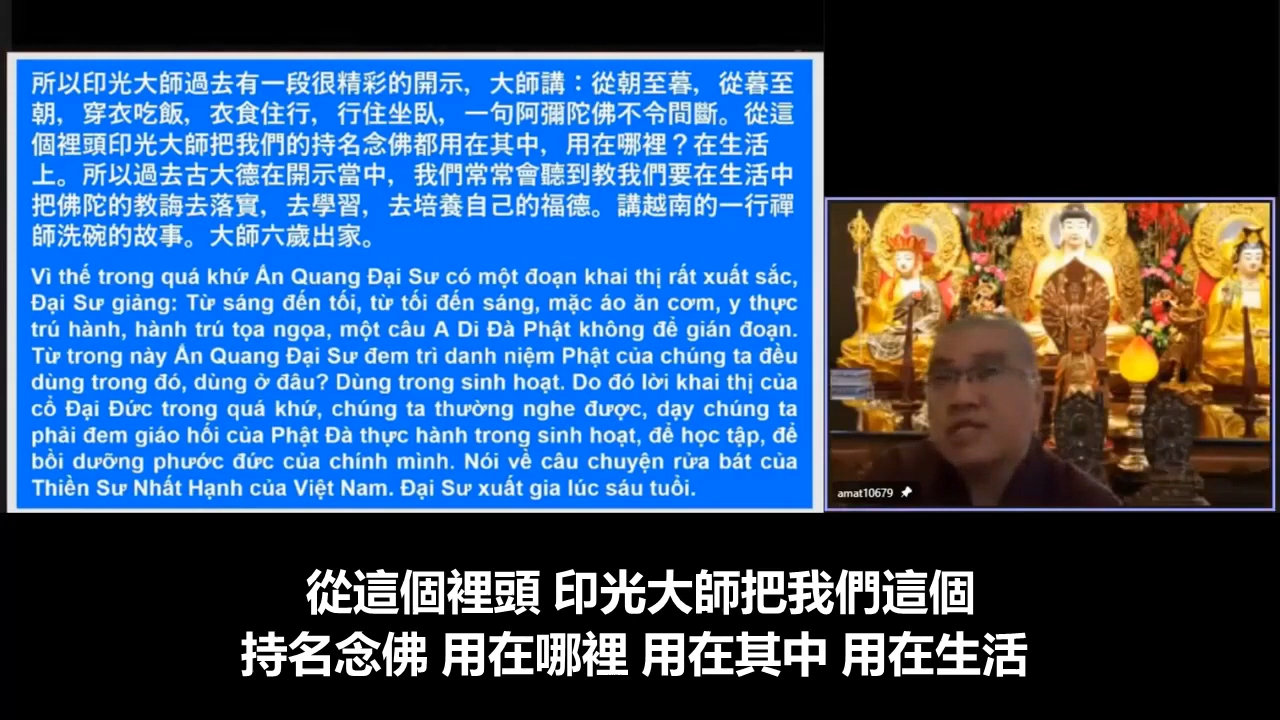 所以印光大師過去有一段很精彩的開示，大師講：從朝至暮，從暮至
朝，穿衣吃飯，衣食住行，行住坐臥，一句阿彌陀佛不令間斷。從這
個裡頭印光大師把我們的持名念佛都用在其中，用在哪裡？在生活
上。所以過去古大德在開示當中，我們常常會聽到教我們要在生活中
把佛陀的教誨去落實，去學習，去培養自己的福德。講越南的一行禪
師洗碗的故事。大師六歲出家。
Vì thế trong quá khứ Ấn Quang Đại Sư có một đoạn khai thị rất xuất sắc,
Đại Sư giảng: Từ sáng đến tối, từ tối đến sáng, mặc áo ăn cơm, y thực
trú hành, hành trú tọa ngọa, một câu A Di Đà Phật không để gián đoạn.
Từ trong này Ấn Quang Đại Sư đem trì danh niệm Phật của chúng ta đều
dùng trong đó, dùng ở đâu? Dùng trong sinh hoạt. Do đó lời khai thị của
cổ Đại Đức trong quá khứ, chúng ta thường nghe được, dạy chúng ta
phải đem giáo hối của Phật Đà thực hành trong sinh hoạt, để học tập, để
bồi dưỡng phước đức của chính mình. Nói về câu chuyện rửa bát của
Thiền Sư Nhất Hạnh của Việt Nam. Đại Sư xuất gia lúc sáu tuổi.
amat10679
從這個裡頭 印光大師把我們這個
持名念佛 用在哪裡 用在其中 用在生活